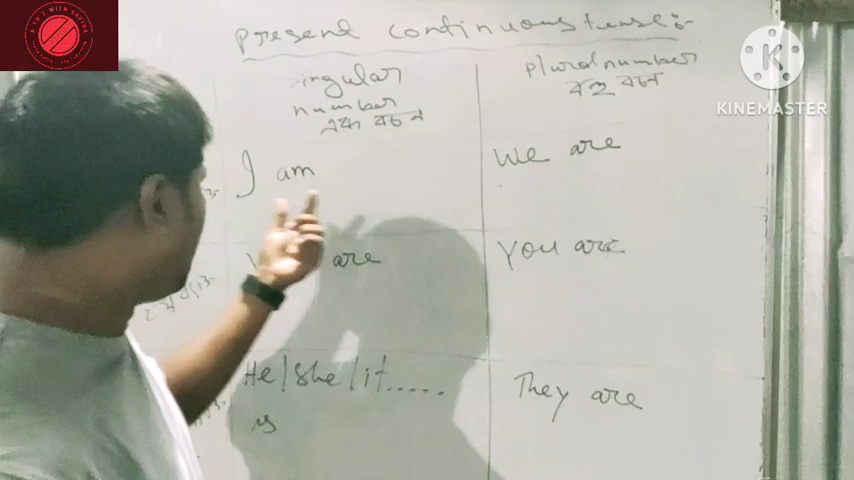 Present continuous tense:-
singular
number
এক বচন
plural number
বহু বচন
I am
We are
are
You are
He/she/it.....
is
They are
KINEMASTER